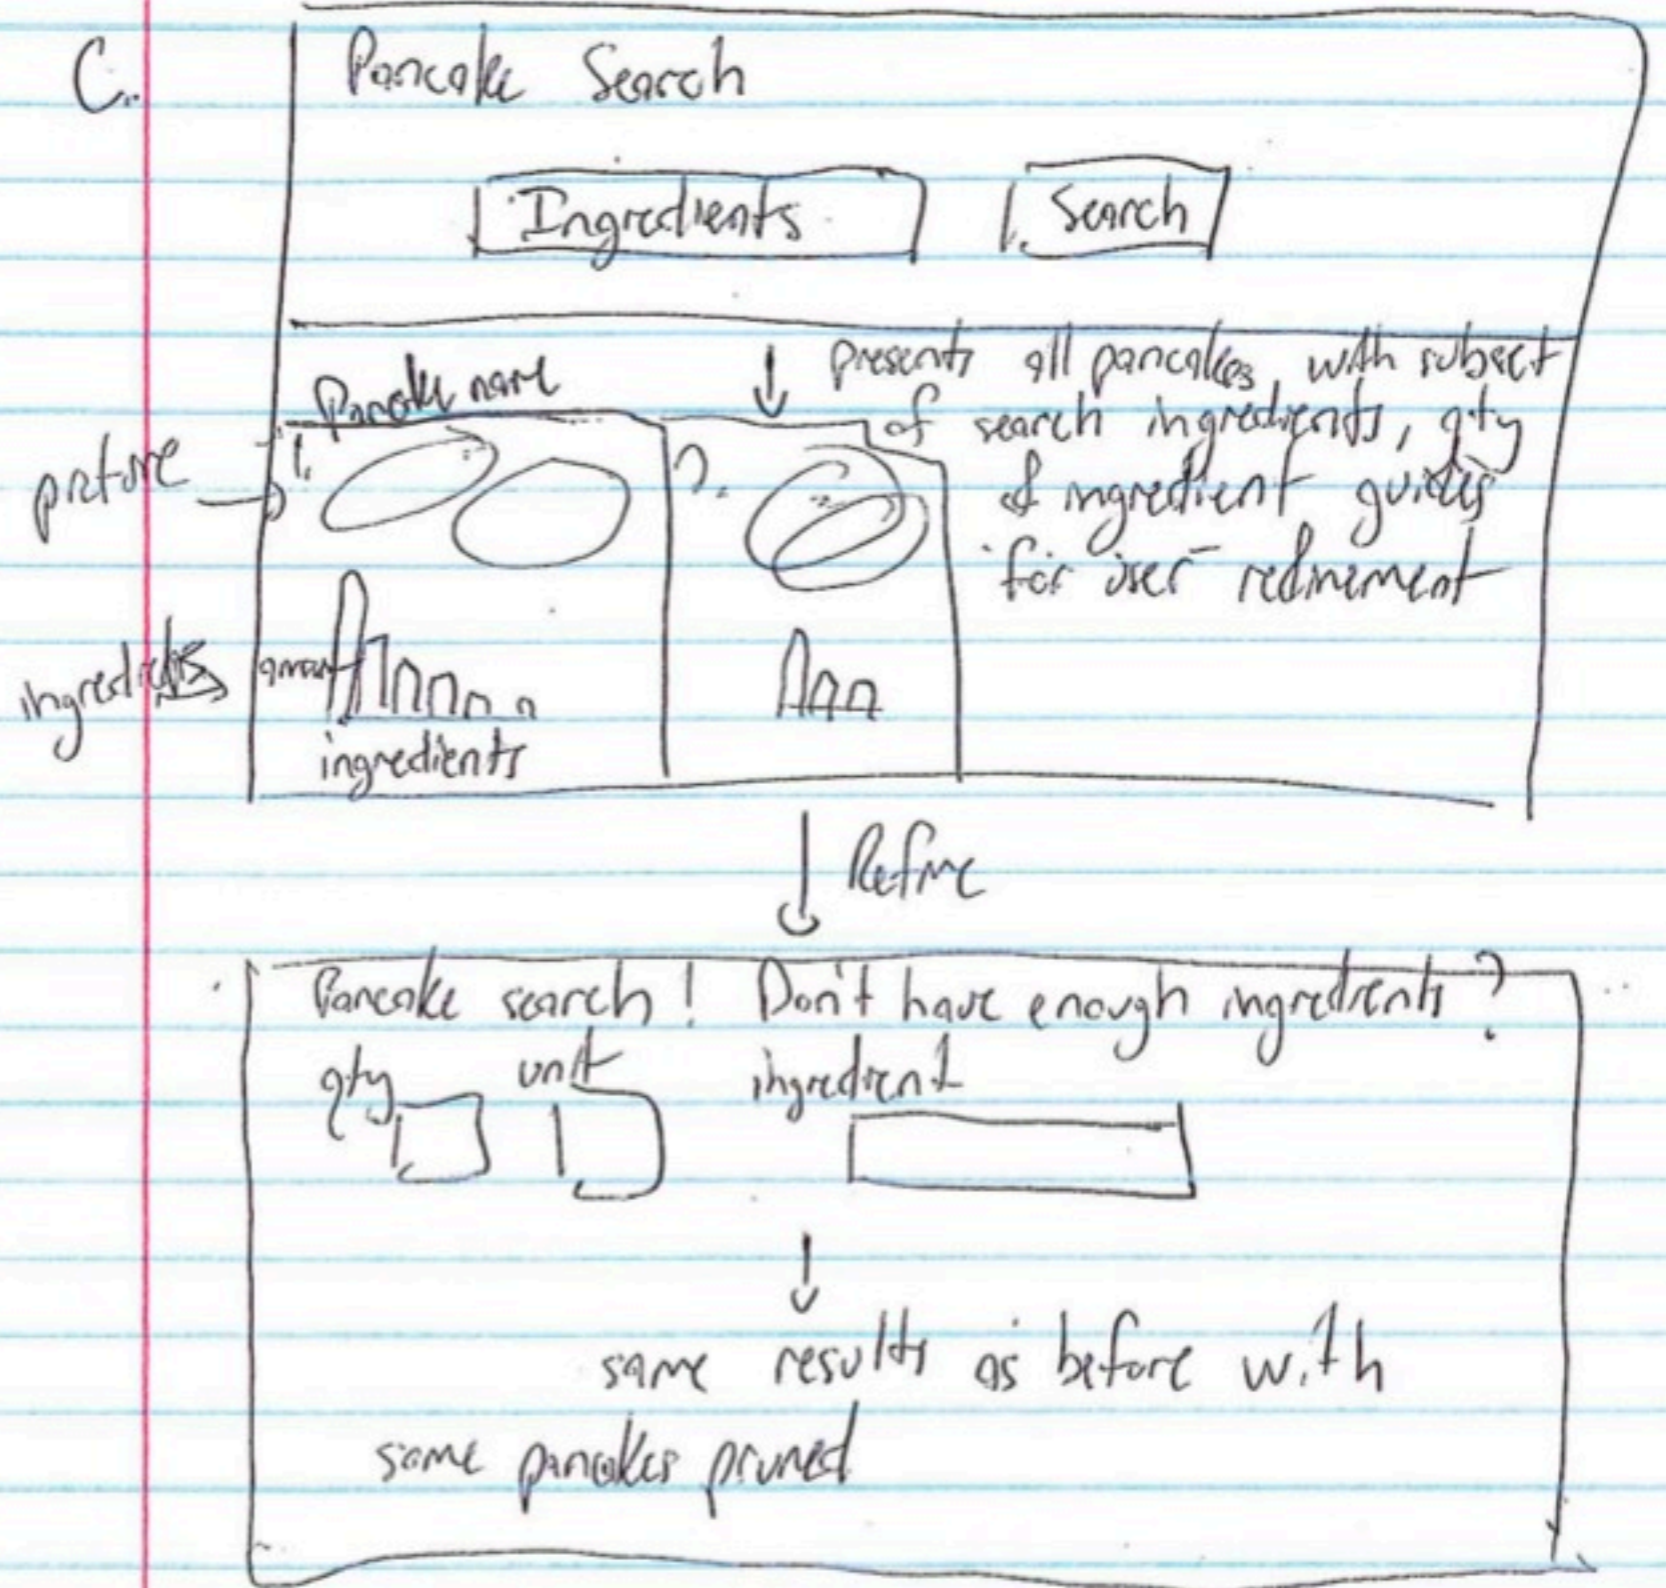 C.
Pancake Search
Ingredients
Search
Pancake name
presents all pancakes, with subset
of search ingredients, qty
of ingredient guides
for user refinement
picture
1.
2.
ingredients
amount
ingredients
Refine
Pancake search! Don't have enough ingredients?
qty
unit
ingredient
same results as before with
some pancakes pruned